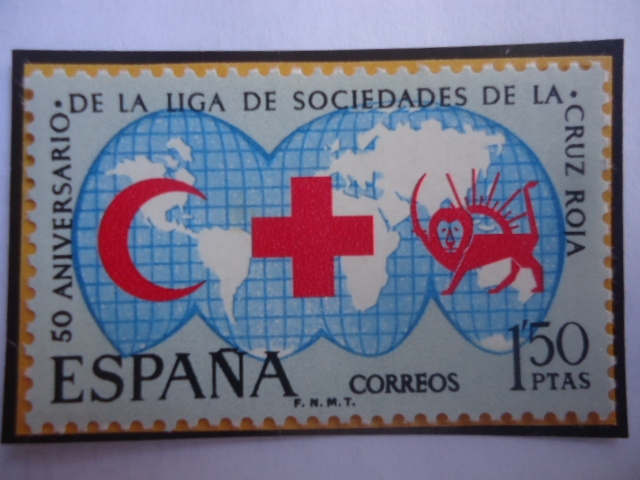 50 ANIVERSARIO · DE LA LIGA DE SOCIEDADES DE LA · CRUZ ROJA
ESPAÑA CORREOS 1'50 PTAS
F. N. M. T.